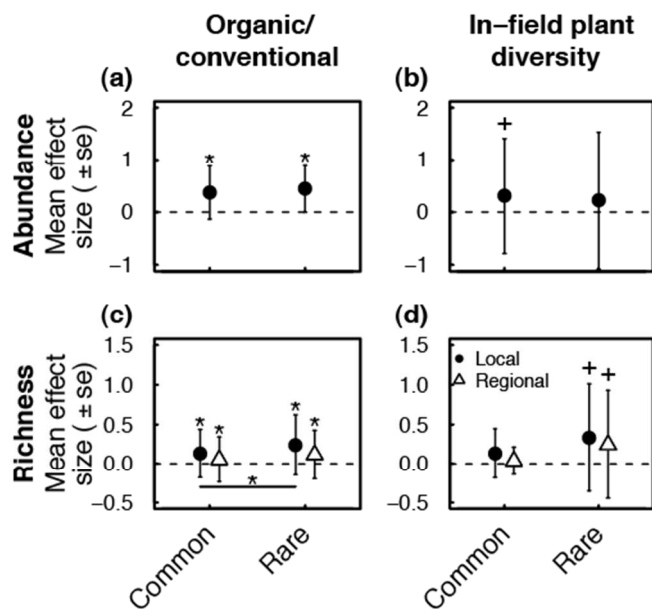 Organic/
conventional
In-field plant
diversity
(a)
(b)
Abundance
Mean effect
size ( ±se)
2
1
0
−1
*
*
2
1
0
−1
+
(c)
(d)
Richness
Mean effect
size ( ±se)
1.5
1.0
0.5
0.0
−0.5
*
*
*
*
*
1.5
1.0
0.5
0.0
−0.5
Local
Regional
+
+
Common
Rare
Common
Rare